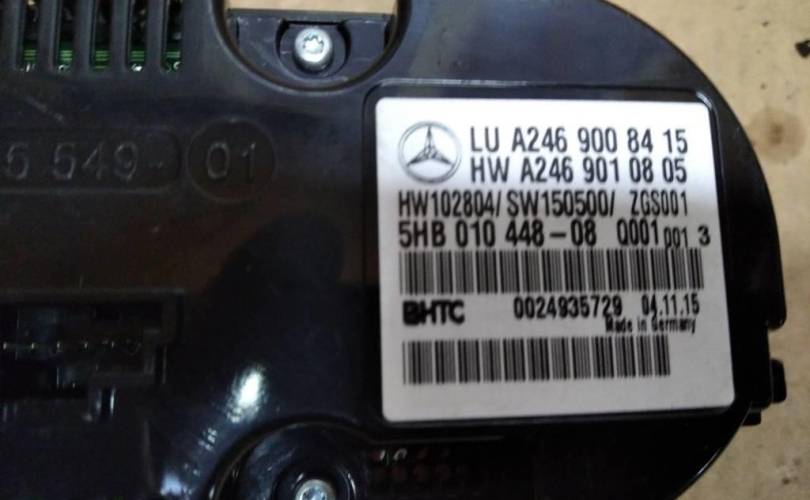 5 549- 01
LU A246 900 84 15
HW A246 901 08 05
HW102804/ SW150500/ ZGS001
5HB 010 448-08 Q001 001 3
BHTC 0024935729 04.11.15
Made in Germany